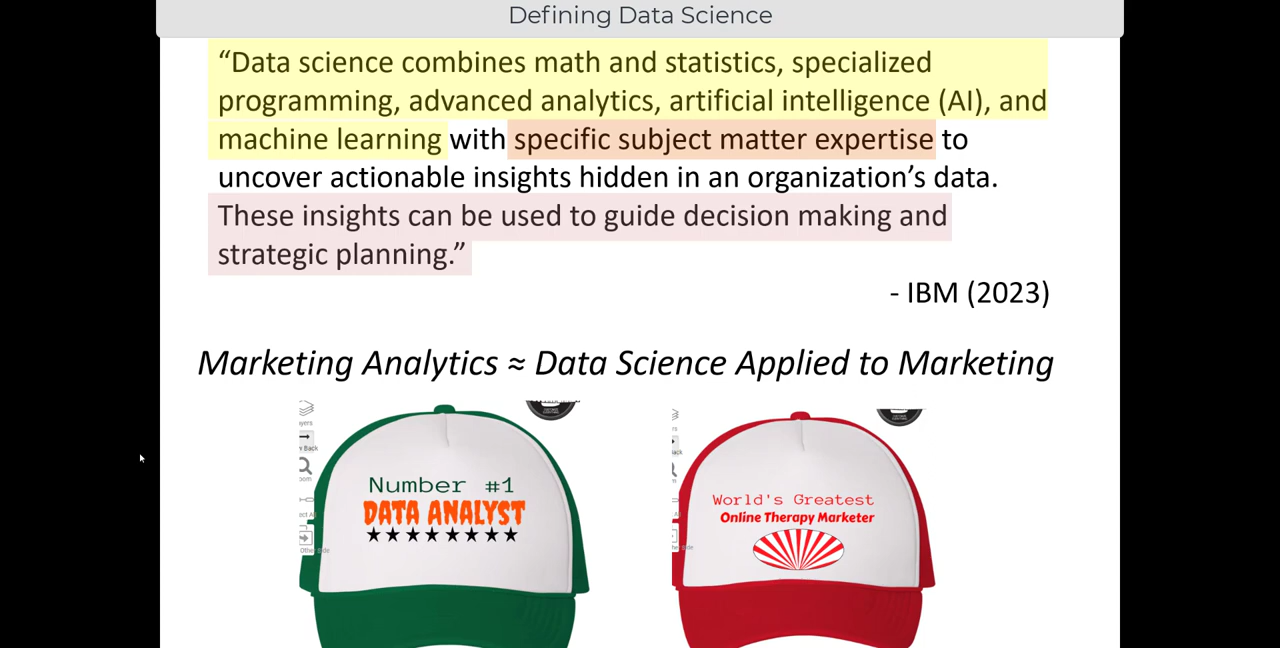 Defining Data Science
“Data science combines math and statistics, specialized
programming, advanced analytics, artificial intelligence (AI), and
machine learning with specific subject matter expertise to
uncover actionable insights hidden in an organization’s data.
These insights can be used to guide decision making and
strategic planning.”
- IBM (2023)
Marketing Analytics ≈ Data Science Applied to Marketing
Number #1
DATA ANALYST
World's Greatest
Online Therapy Marketer